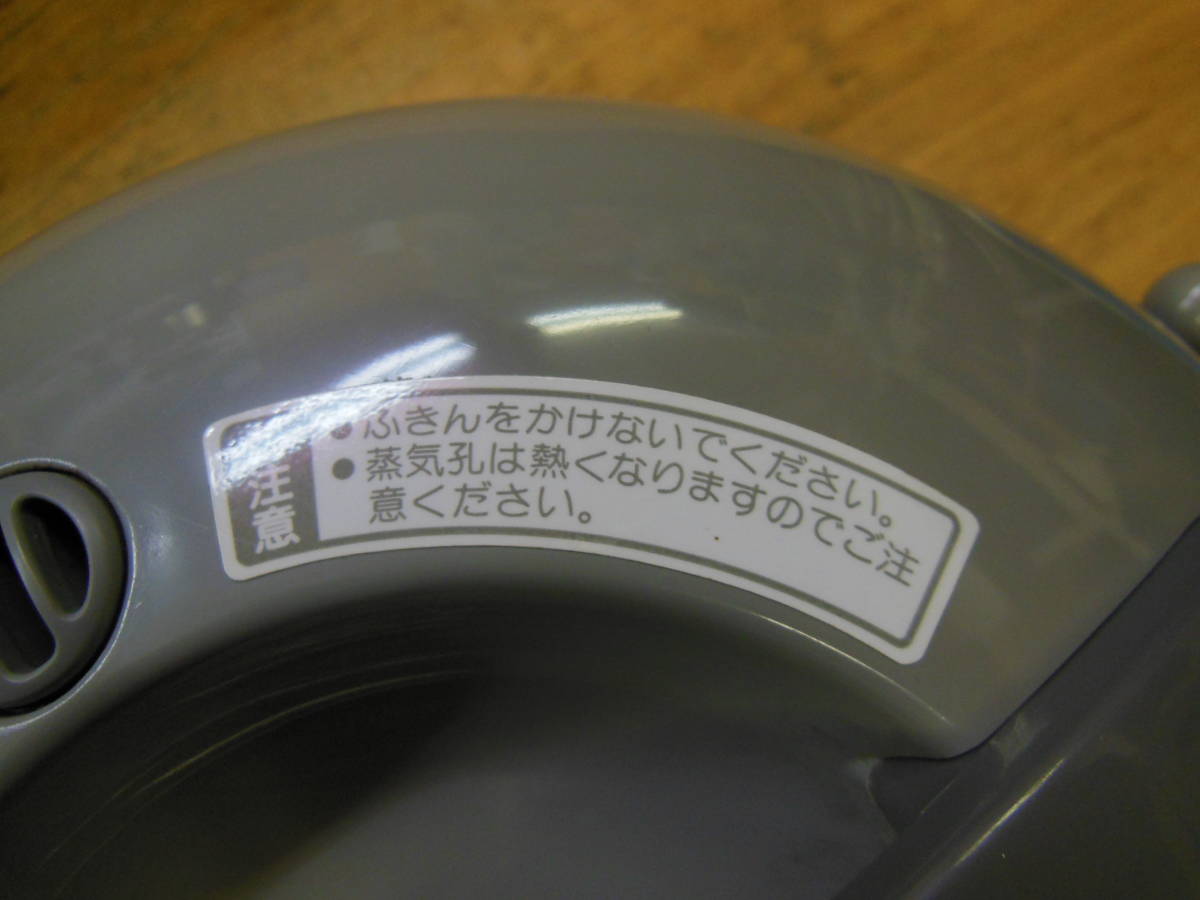 注意
●ふきんをかけないでください。
●蒸気孔は熱くなりますのでご注
意ください。